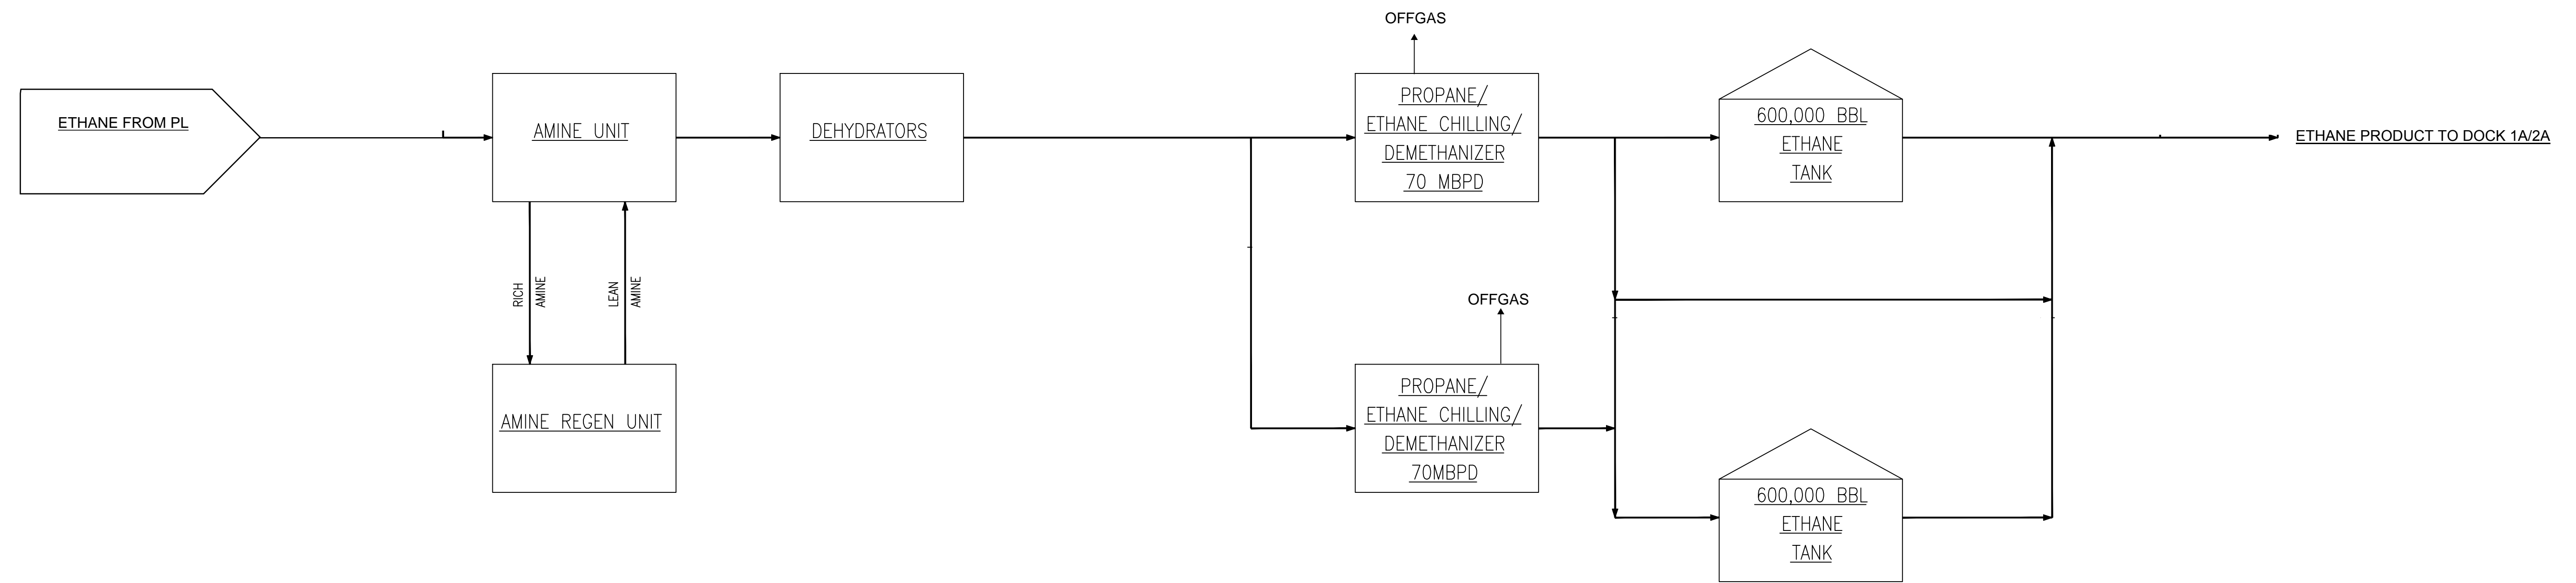 OFFGAS
ETHANE FROM PL
AMINE UNIT
DEHYDRATORS
PROPANE/
ETHANE CHILLING/
DEMETHANIZER
70 MBPD
600,000 BBL
ETHANE
TANK
ETHANE PRODUCT TO DOCK 1A/2A
RICH
AMINE
LEAN
AMINE
OFFGAS
AMINE REGEN UNIT
PROPANE/
ETHANE CHILLING/
DEMETHANIZER
70MBPD
600,000 BBL
ETHANE
TANK